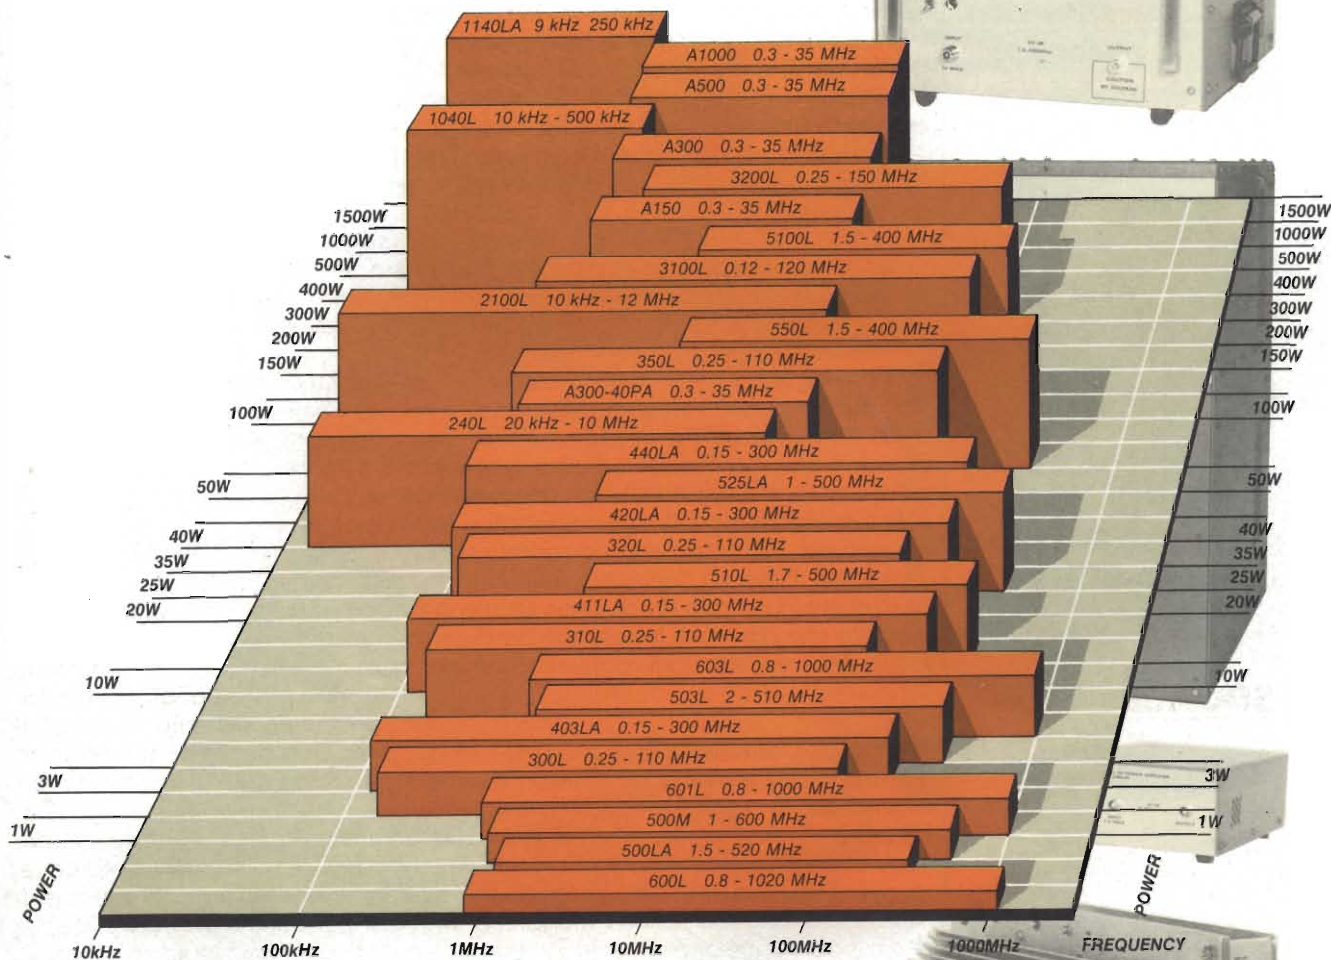 1140LA 9 kHz 250 kHz
A1000 0.3 - 35 MHz
A500 0.3 - 35 MHz
1040L 10 kHz - 500 kHz
A300 0.3 - 35 MHz
3200L 0.25 - 150 MHz
A150 0.3 - 35 MHz
5100L 1.5 - 400 MHz
3100L 0.12 - 120 MHz
2100L 10 kHz - 12 MHz
550L 1.5 - 400 MHz
350L 0.25 - 110 MHz
A300-40PA 0.3 - 35 MHz
240L 20 kHz - 10 MHz
440LA 0.15 - 300 MHz
525LA 1 - 500 MHz
420LA 0.15 - 300 MHz
320L 0.25 - 110 MHz
510L 1.7 - 500 MHz
411LA 0.15 - 300 MHz
310L 0.25 - 110 MHz
603L 0.8 - 1000 MHz
503L 2 - 510 MHz
403LA 0.15 - 300 MHz
300L 0.25 - 110 MHz
601L 0.8 - 1000 MHz
500M 1 - 600 MHz
500LA 1.5 - 520 MHz
600L 0.8 - 1020 MHz
1500W
1000W
500W
400W
300W
200W
150W
100W
50W
40W
35W
25W
20W
10W
3W
1W
POWER
1500W
1000W
500W
400W
300W
200W
150W
100W
50W
40W
35W
25W
20W
10W
3W
1W
POWER
10kHz
100kHz
1MHz
10MHz
100MHz
1000MHz
FREQUENCY
INPUT
OUTPUT
CAUTION